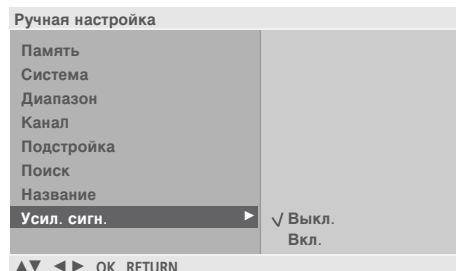 Ручная настройка
Память
Система
Диапазон
Канал
Подстройка
Поиск
Название
Усил. сигн. ▶ √ Выкл.
Вкл.
▲▼ ◀ ▶ OK RETURN